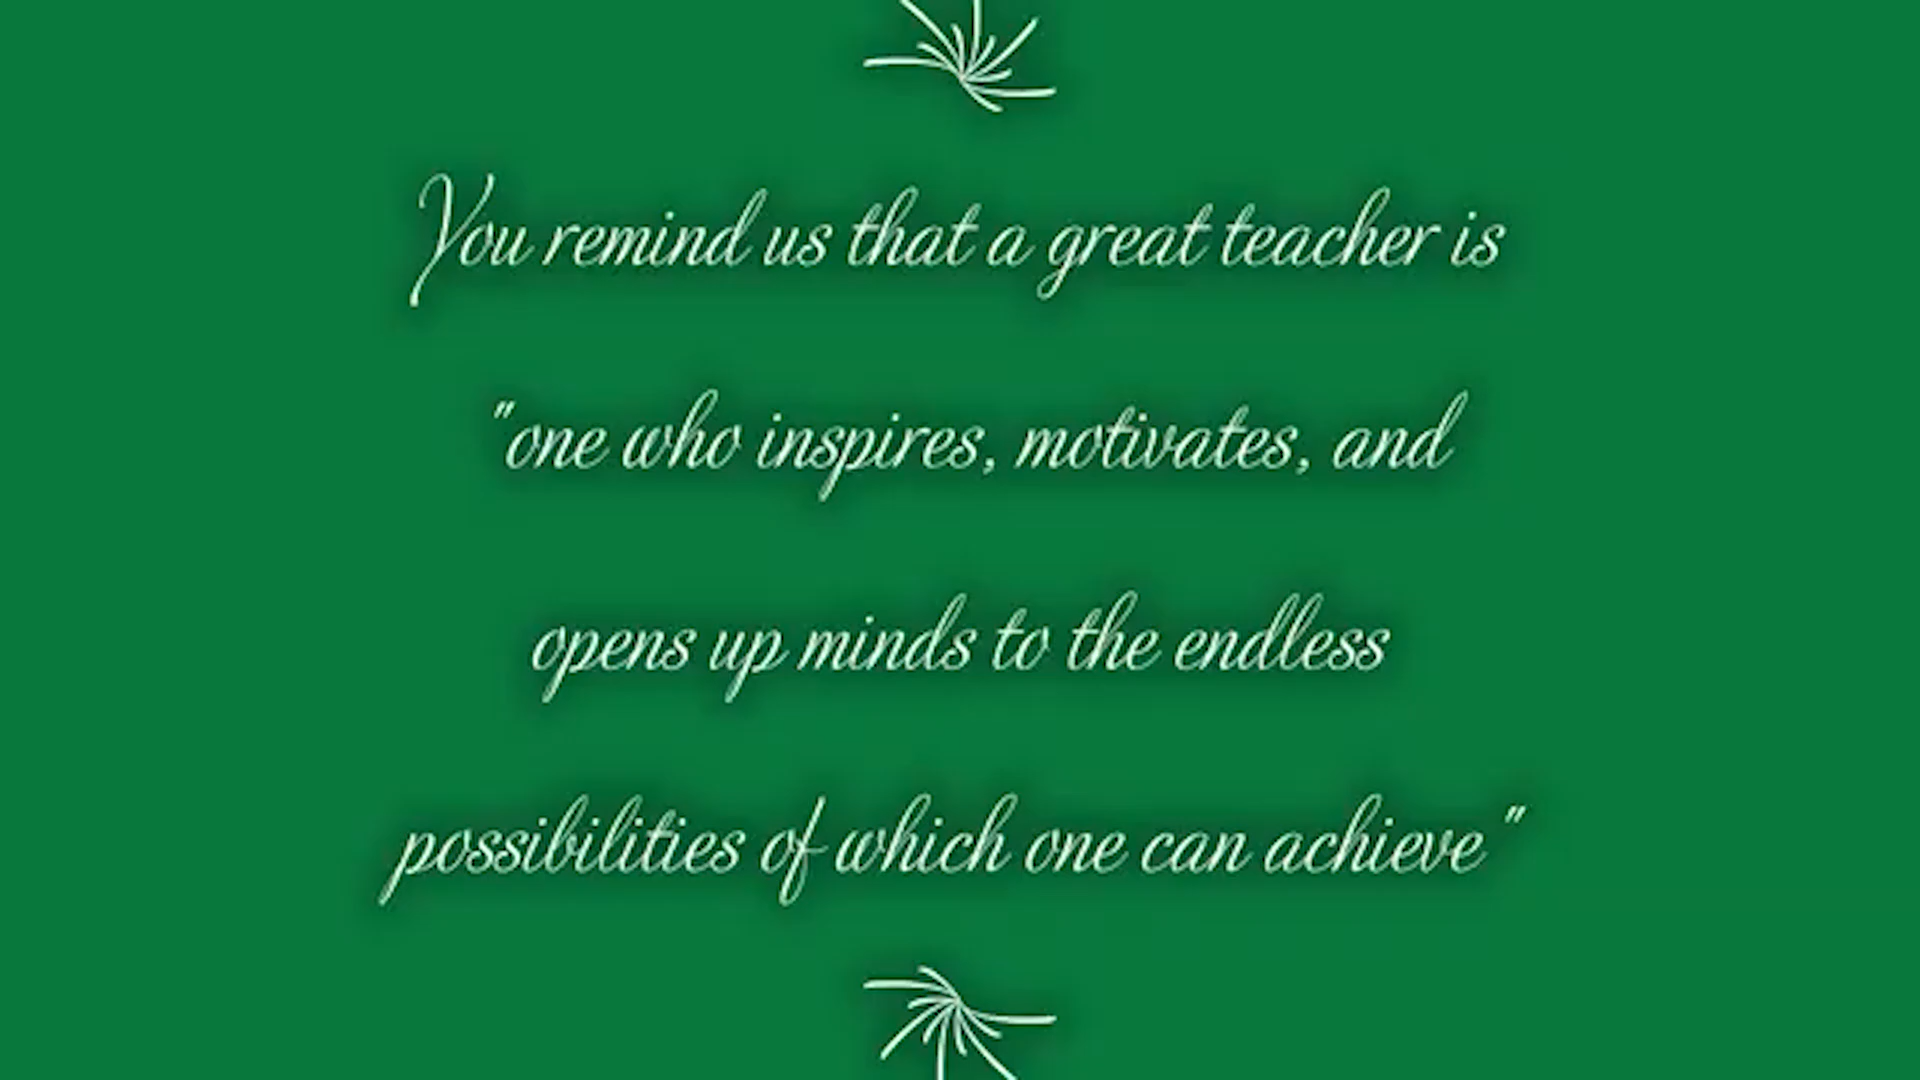 You remind us that a great teacher is
"one who inspires, motivates, and
opens up minds to the endless
possibilities of which one can achieve"